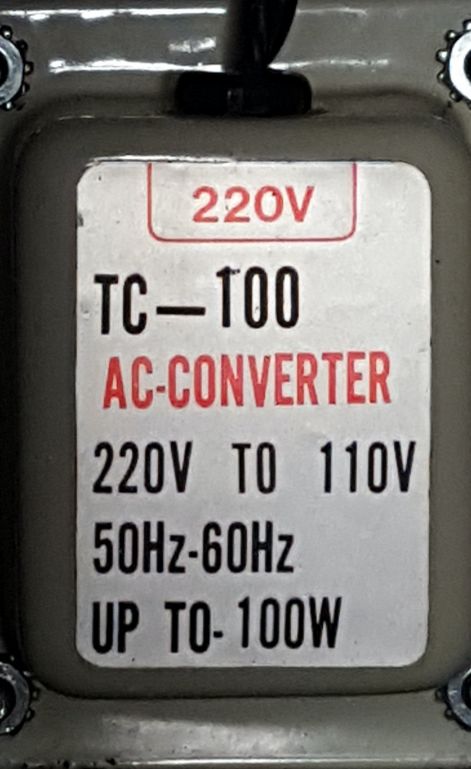 220V
TC-100
AC-CONVERTER
220V TO 110V
50Hz-60Hz
UP TO-100W